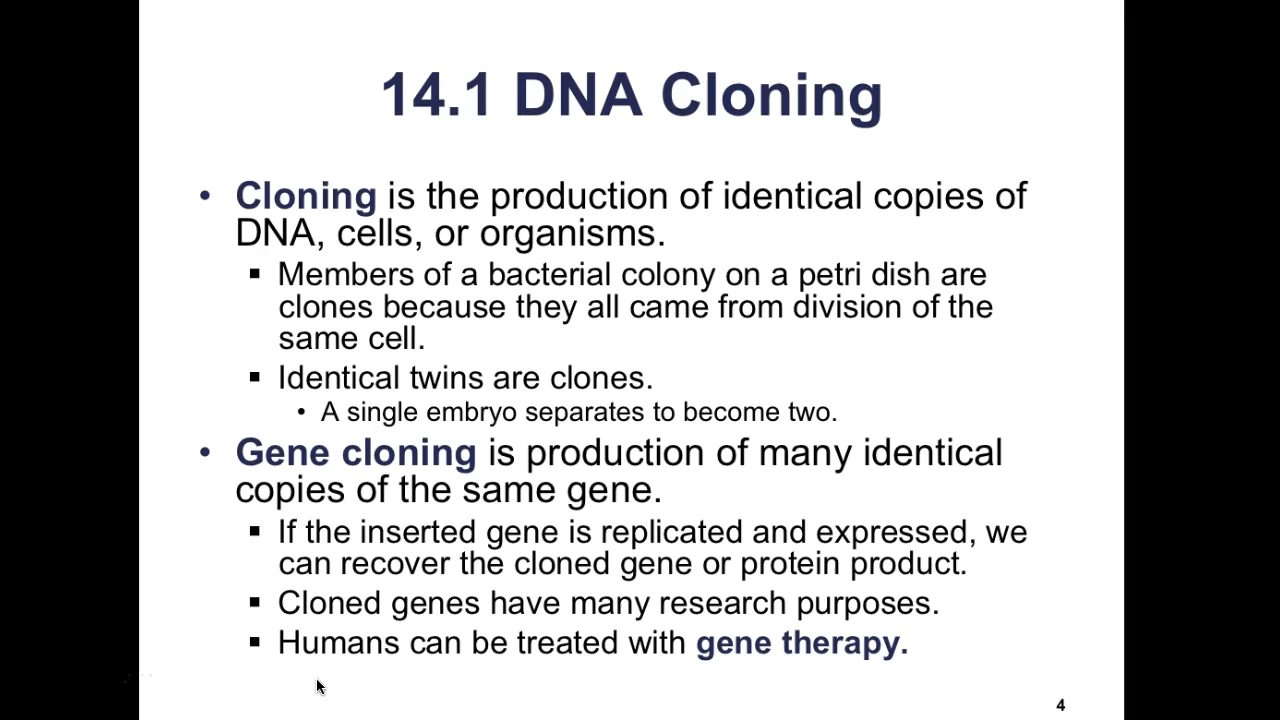 14.1 DNA Cloning
• Cloning is the production of identical copies of
DNA, cells, or organisms.
▪ Members of a bacterial colony on a petri dish are
clones because they all came from division of the
same cell.
▪ Identical twins are clones.
• A single embryo separates to become two.
• Gene cloning is production of many identical
copies of the same gene.
▪ If the inserted gene is replicated and expressed, we
can recover the cloned gene or protein product.
▪ Cloned genes have many research purposes.
▪ Humans can be treated with gene therapy.
4